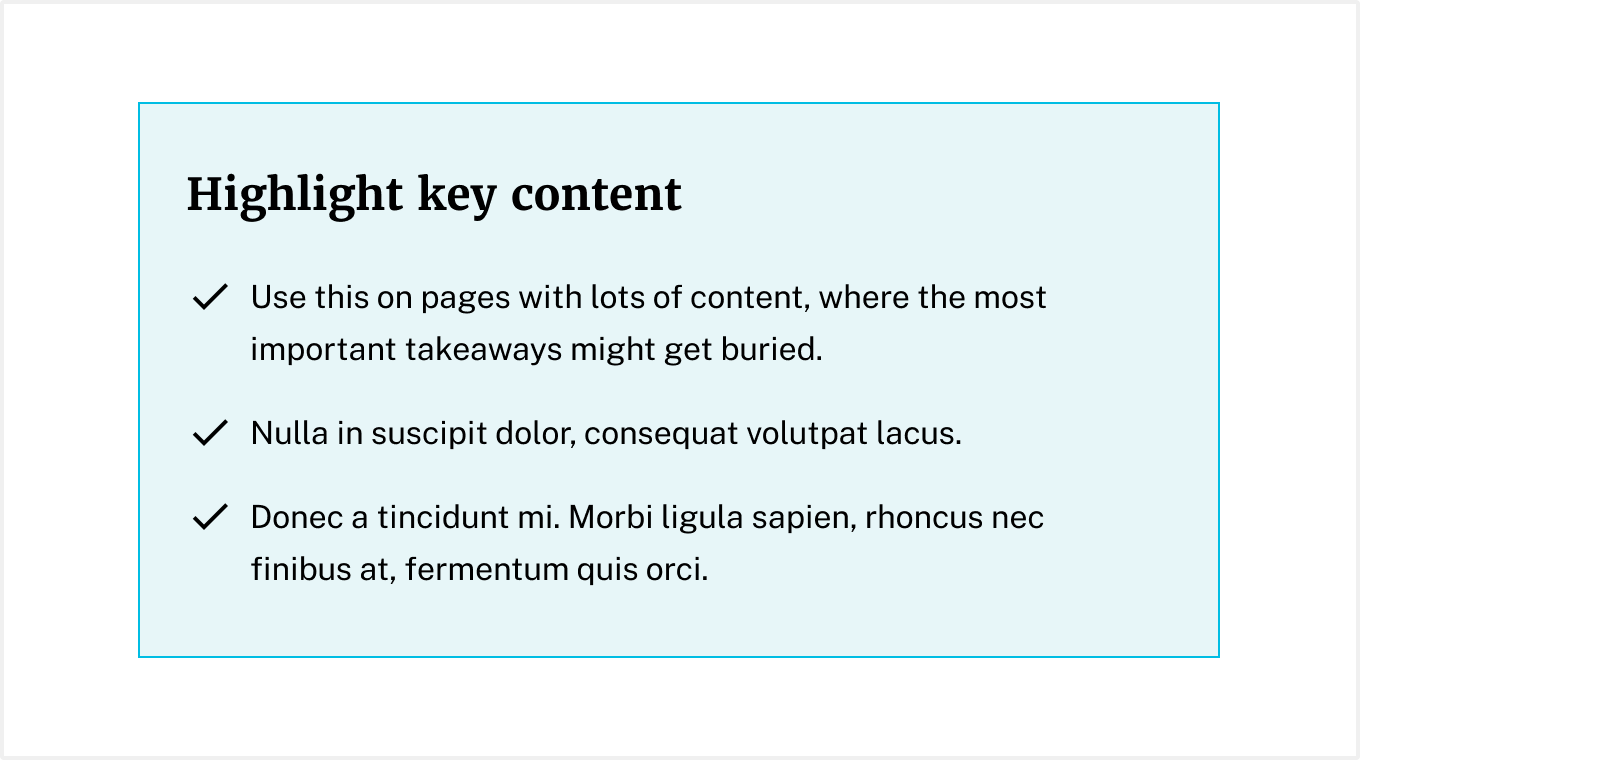 Highlight key content
Use this on pages with lots of content, where the most
important takeaways might get buried.
Nulla in suscipit dolor, consequat volutpat lacus.
Donec a tincidunt mi. Morbi ligula sapien, rhoncus nec
finibus at, fermentum quis orci.